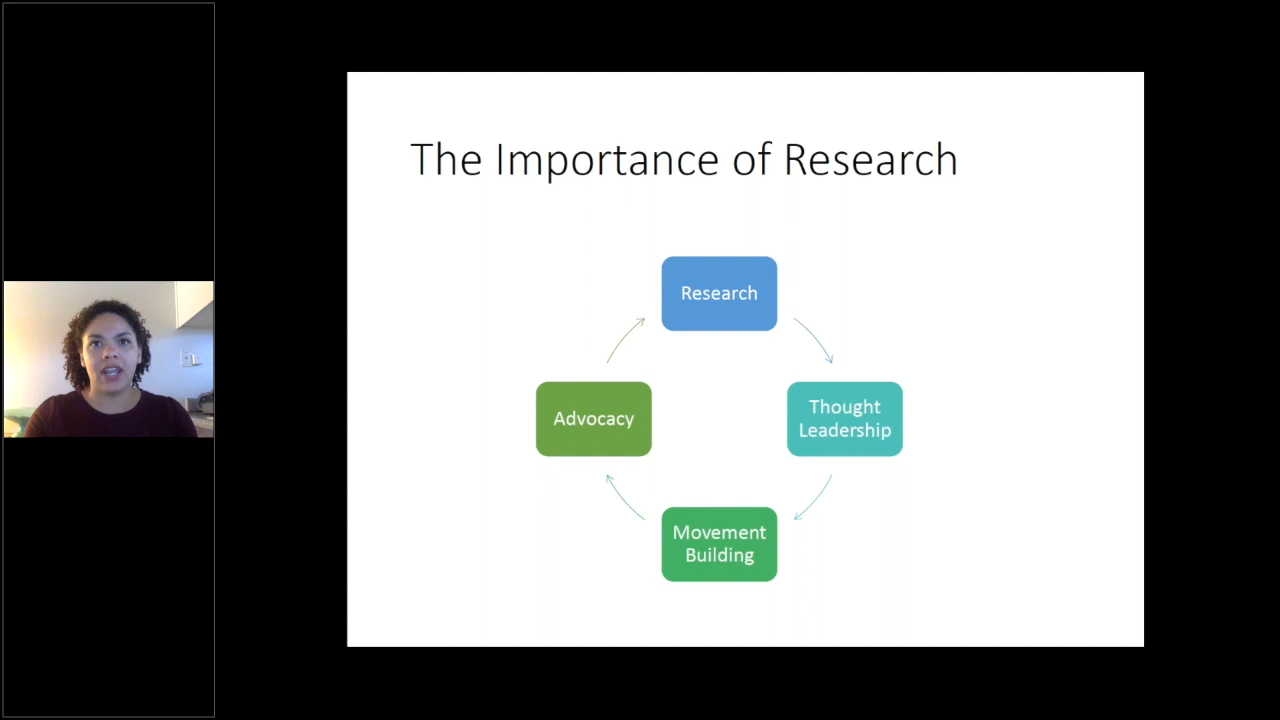 The Importance of Research
Research
Advocacy
Thought
Leadership
Movement
Building